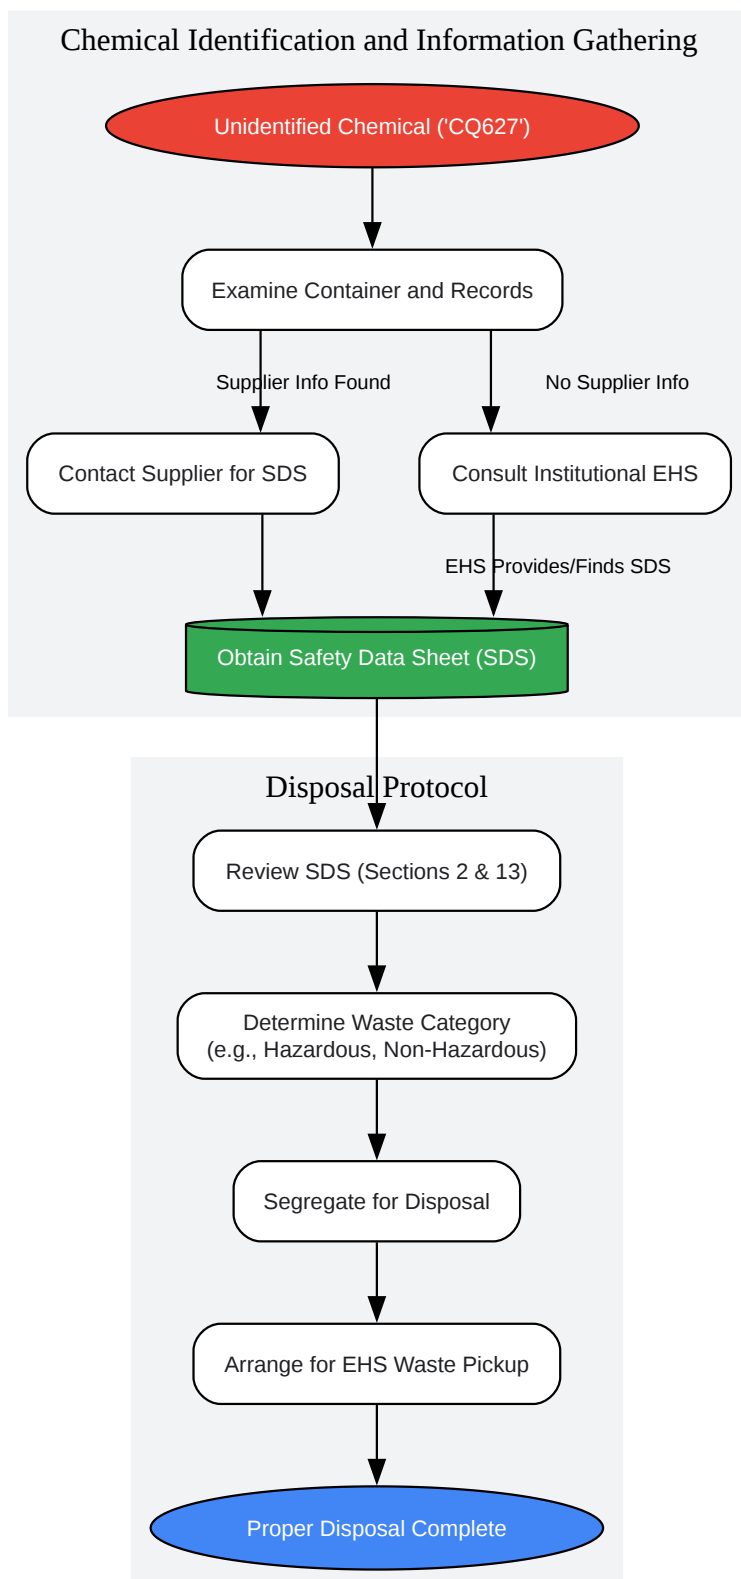 Chemical Identification and Information Gathering
Unidentified Chemical ('CQ627')
Examine Container and Records
Supplier Info Found
No Supplier Info
Contact Supplier for SDS
Consult Institutional EHS
EHS Provides/Finds SDS
Obtain Safety Data Sheet (SDS)
Disposal Protocol
Review SDS (Sections 2 & 13)
Determine Waste Category
(e.g., Hazardous, Non-Hazardous)
Segregate for Disposal
Arrange for EHS Waste Pickup
Proper Disposal Complete